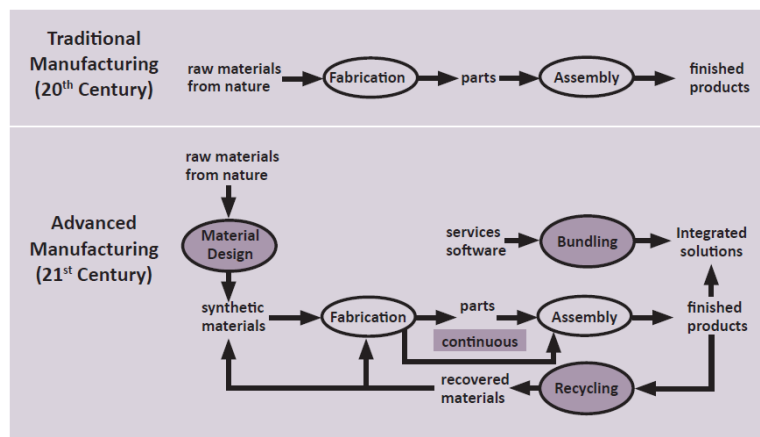 Traditional
Manufacturing
(20th Century)
raw materials
from nature
Fabrication
parts
Assembly
finished
products
raw materials
from nature
Advanced
Manufacturing
(21st Century)
Material
Design
services
software
Bundling
Integrated
solutions
synthetic
materials
Fabrication
parts
continuous
Assembly
finished
products
recovered
materials
Recycling